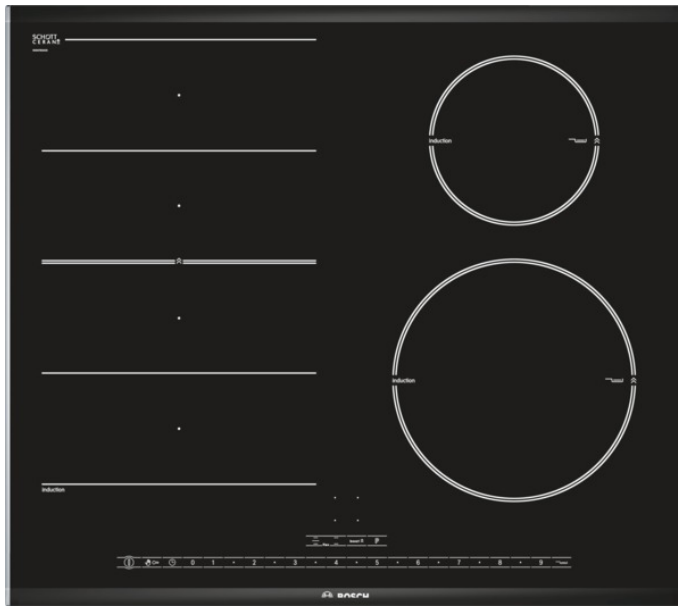 SCHOTT
CERAN
Induction
Induction
Induction
0 1 2 3 4 5 6 7 8 9
BOSCH